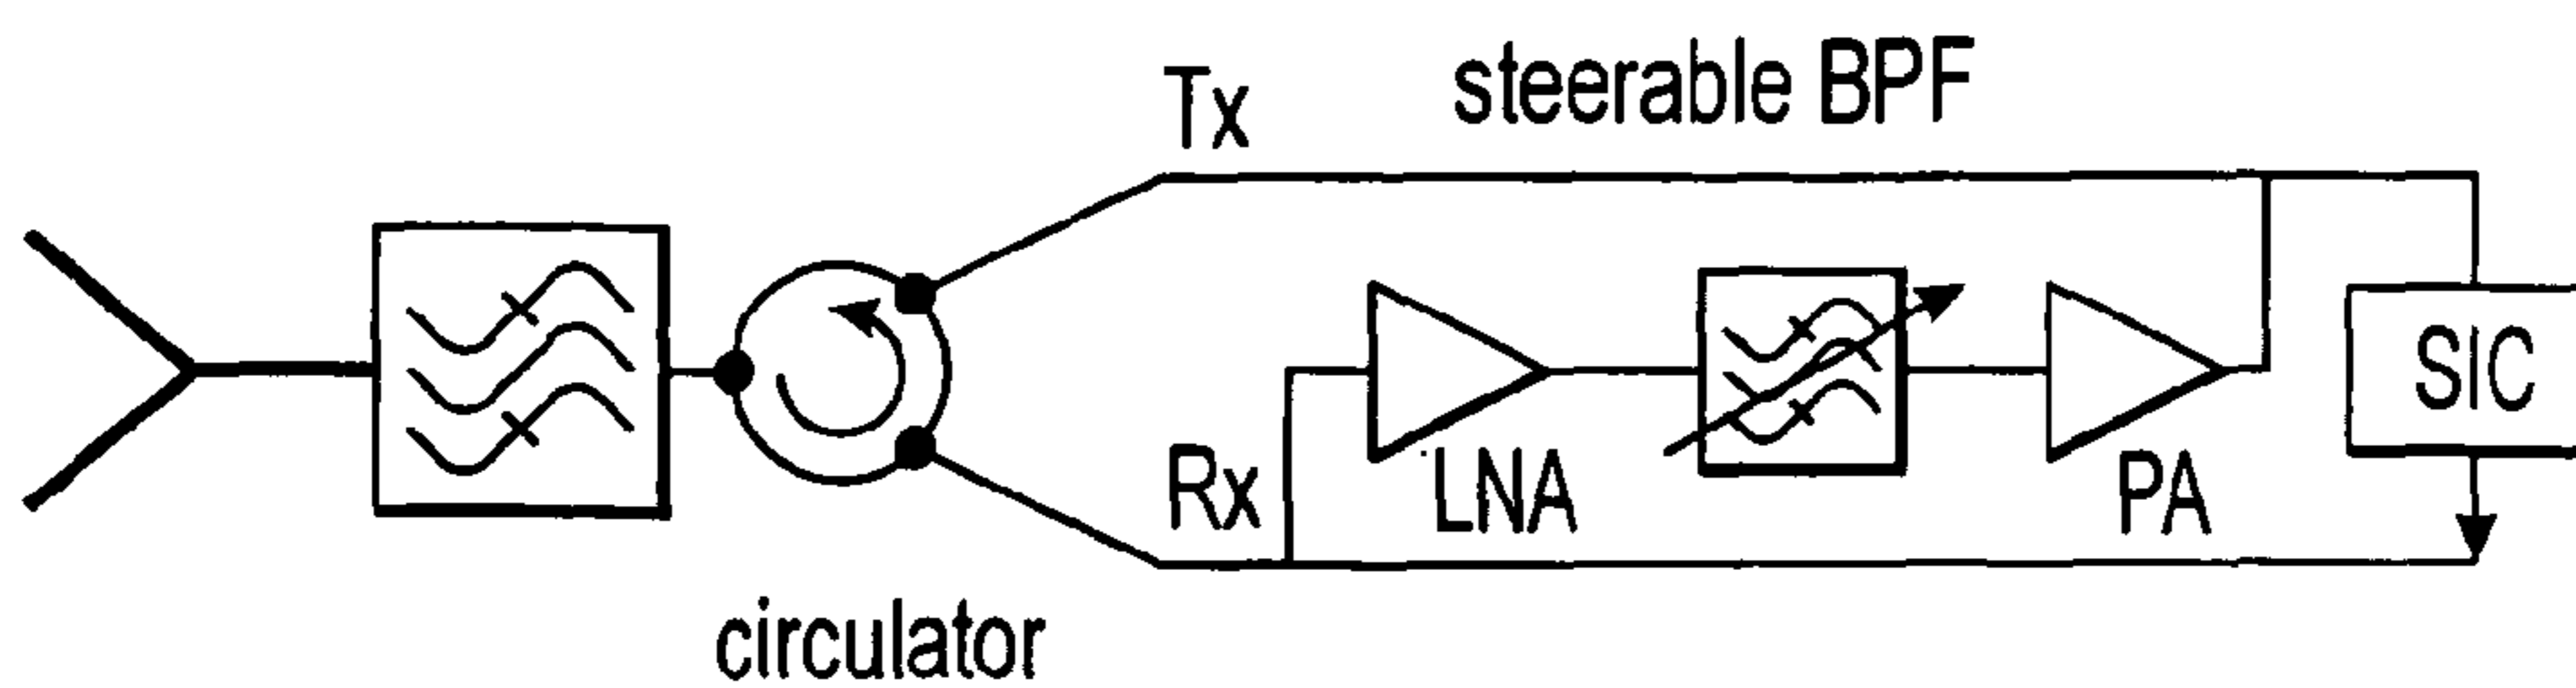 Tx
steerable BPF
SIC
Rx
LNA
PA
circulator